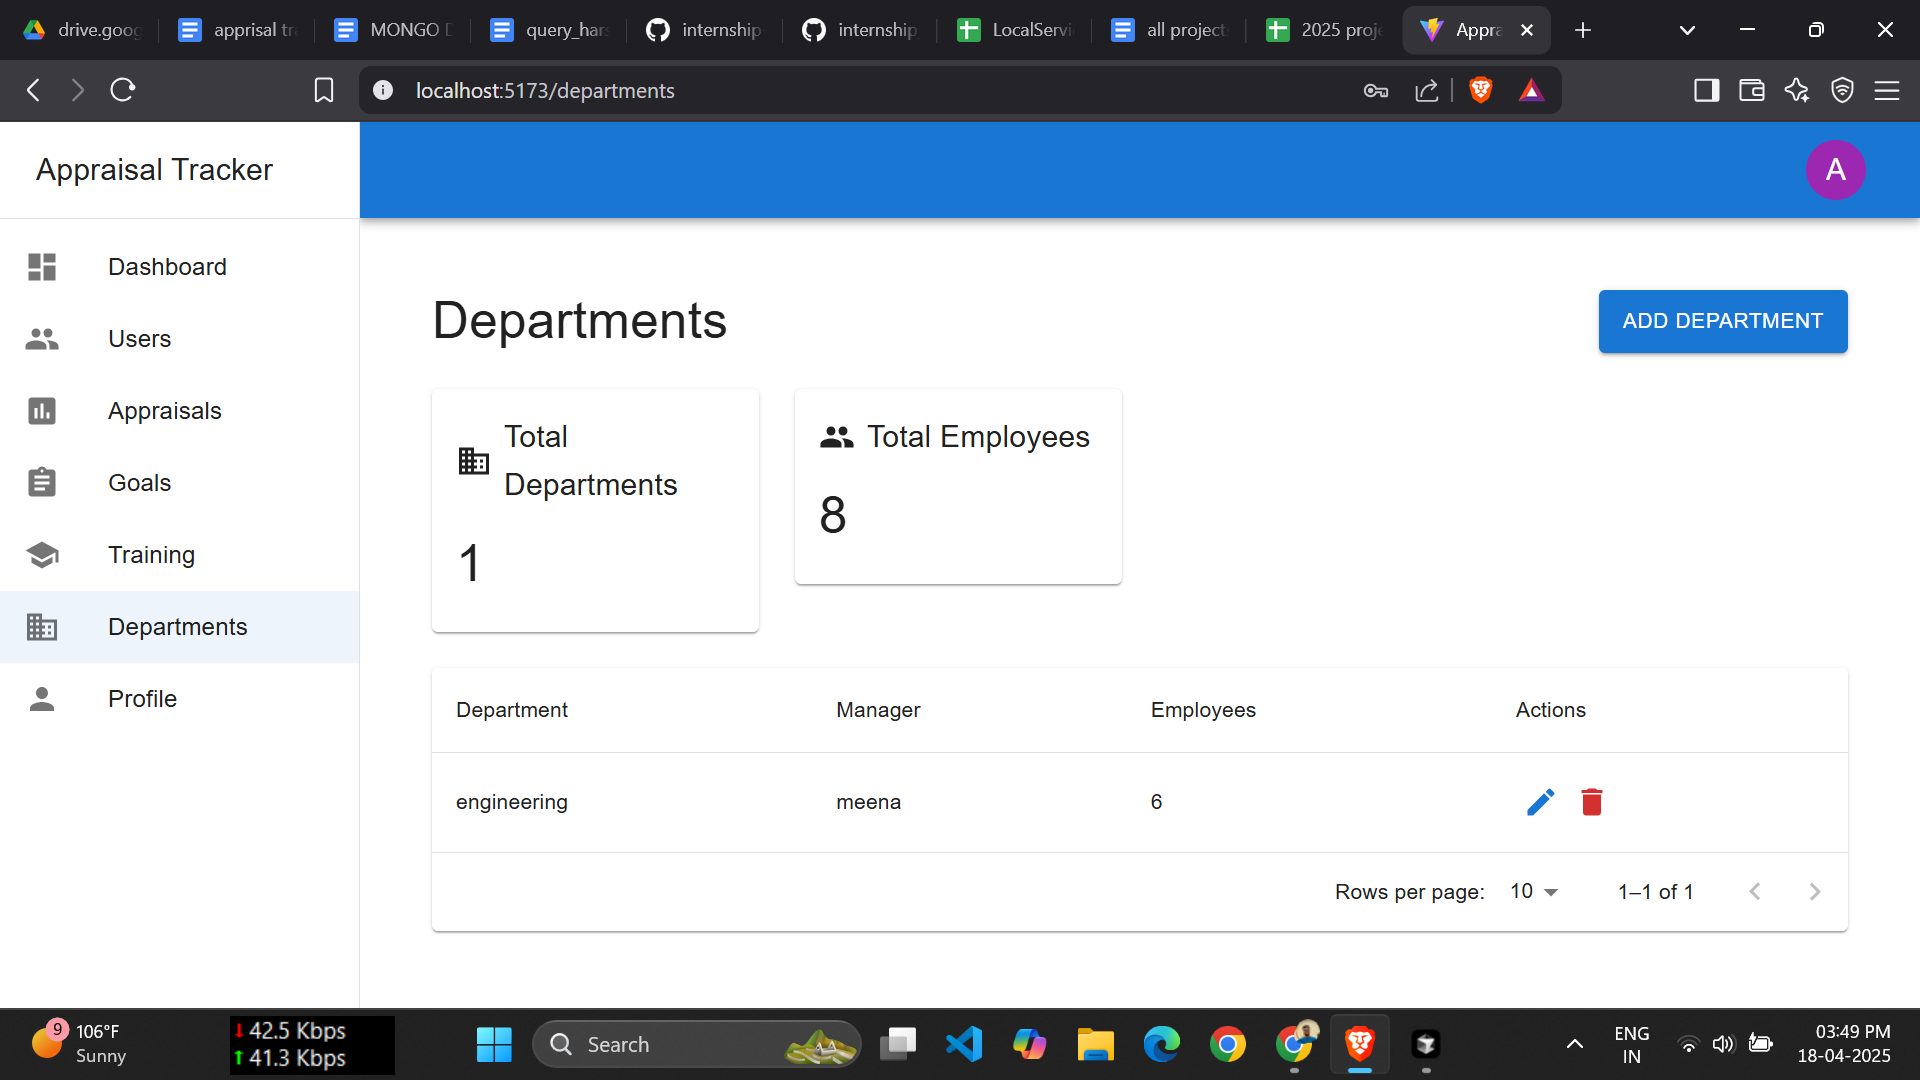 drive.goog
apprisal tra
MONGO D
query_hars
internship
internship
LocalServi
all project
2025 proje
Appra
localhost:5173/departments
Appraisal Tracker
A
Dashboard
Users
Appraisals
Goals
Training
Departments
Profile
Departments
ADD DEPARTMENT
Total
Departments
1
Total Employees
8
Department Manager Employees Actions
engineering meena 6
Rows per page: 10 1–1 of 1
9
106°F
Sunny
42.5 Kbps
41.3 Kbps
Search
ENG
IN
03:49 PM
18-04-2025